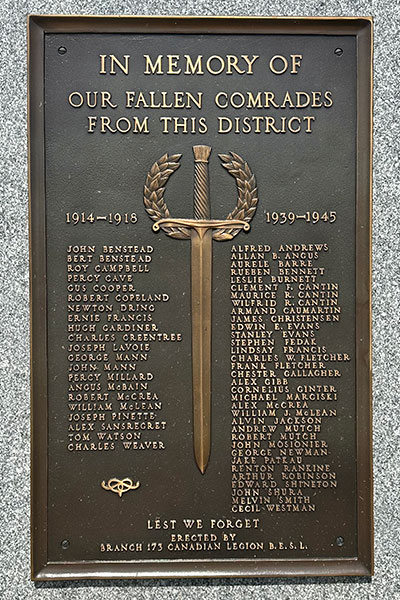 IN MEMORY OF
OUR FALLEN COMRADES
FROM THIS DISTRICT
1914–1918
JOHN BENSTEAD
BERT BENSTEAD
ROY CAMPBELL
PERCY CAVE
GUS COOPER
ROBERT COPELAND
NEWTON DRING
ERNIE FRANCIS
HUGH GARDINER
CHARLES GREENTREE
JOSEPH LAVOIE
GEORGE MANN
JOHN MANN
PERCY MILLARD
ANGUS McBAIN
ROBERT McCREA
WILLIAM McLEAN
JOSEPH PINETTE
ALEX SANSREGRET
TOM WATSON
CHARLES WEAVER
1939–1945
ALFRED ANDREWS
ALLAN B. ANGUS
AURELE BARRE
RUEBEN BENNETT
LESLIE BURNETT
CLEMENT F. CANTIN
MAURICE R. CANTIN
WILFRID R. CANTIN
ARMAND CAUMARTIN
JAMES CHRISTENSEN
EDWIN E. EVANS
STANLEY EVANS
STEPHEN FEDAK
LINDSAY FRANCIS
CHARLES W. FLETCHER
FRANK FLETCHER
CHESTER GALLAGHER
ALEX GIBB
CORNELIUS GINTER
MICHAEL MARCISKI
ALEX McCREA
WILLIAM J. McLEAN
ALVIN JACKSON
ANDREW MUTCH
ROBERT MUTCH
JOHN MOSIONIER
GEORGE NEWMAN
JAKE PATKAU
RENTON RANKINE
ARTHUR ROBINSON
EDWARD SHINETON
JOHN SHURA
MELVIN SMITH
CECIL WESTMAN
LEST WE FORGET
ERECTED BY
BRANCH 173 CANADIAN LEGION B.E.S.L.